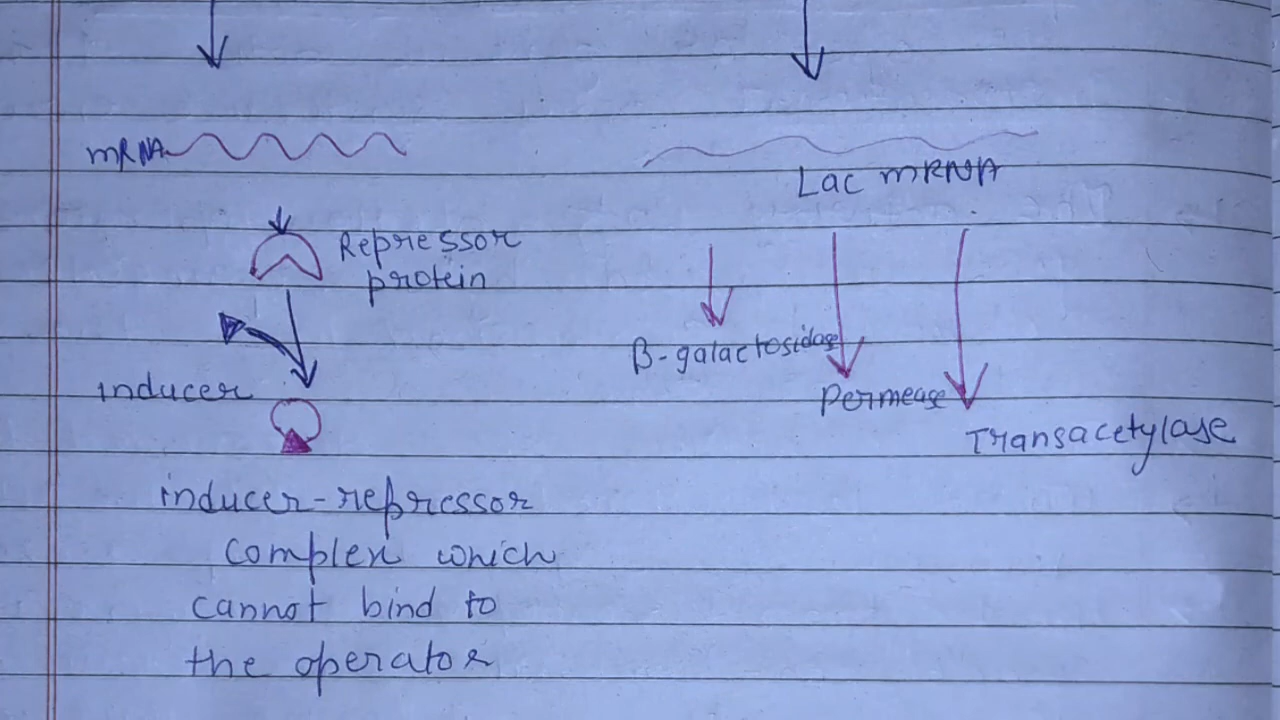 mRNA
Lac mRNA
Repressor
protein
β-galactosidase
inducer
Permease
Transacetylase
inducer-repressor
complex which
cannot bind to
the operator